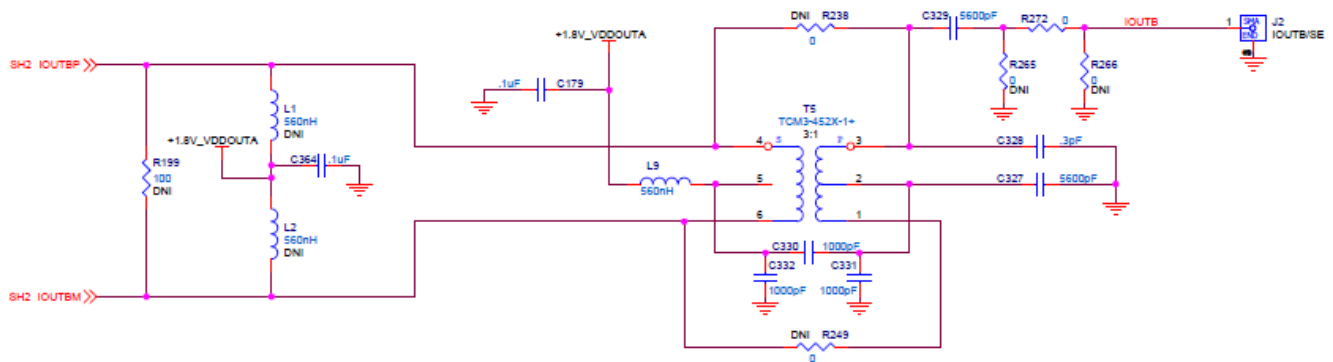 DNI R238
0
C329 5600pF
R272 0
IOUTB
1
SMA
END
J2
IOUTB/SE
+1.8V_VDDOUTA
SH2 IOUTBP
.1uF C179
R265
0
DNI
R266
0
DNI
L1
560nH
DNI
T5
TCM3-452X-1+
3:1
+1.8V_VDDOUTA
4 S P 3
C328 .3pF
C364 .1uF
R199
100
DNI
L9
560nH
5 2
C327 5600pF
L2
560nH
DNI
6 1
C330 1000pF
C332
1000pF
C331
1000pF
SH2 IOUTBM
DNI R249
0